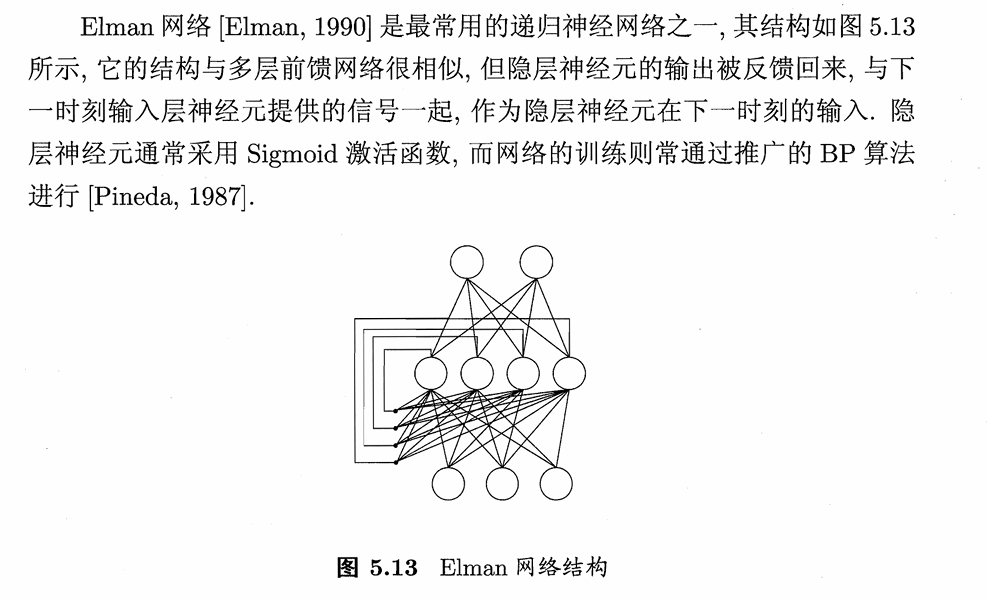 Elman 网络 [Elman, 1990] 是最常用的递归神经网络之一, 其结构如图 5.13
所示, 它的结构与多层前馈网络很相似, 但隐层神经元的输出被反馈回来, 与下
一时刻输入层神经元提供的信号一起, 作为隐层神经元在下一时刻的输入. 隐
层神经元通常采用 Sigmoid 激活函数, 而网络的训练则常通过推广的 BP 算法
进行 [Pineda, 1987].
图 5.13 Elman 网络结构